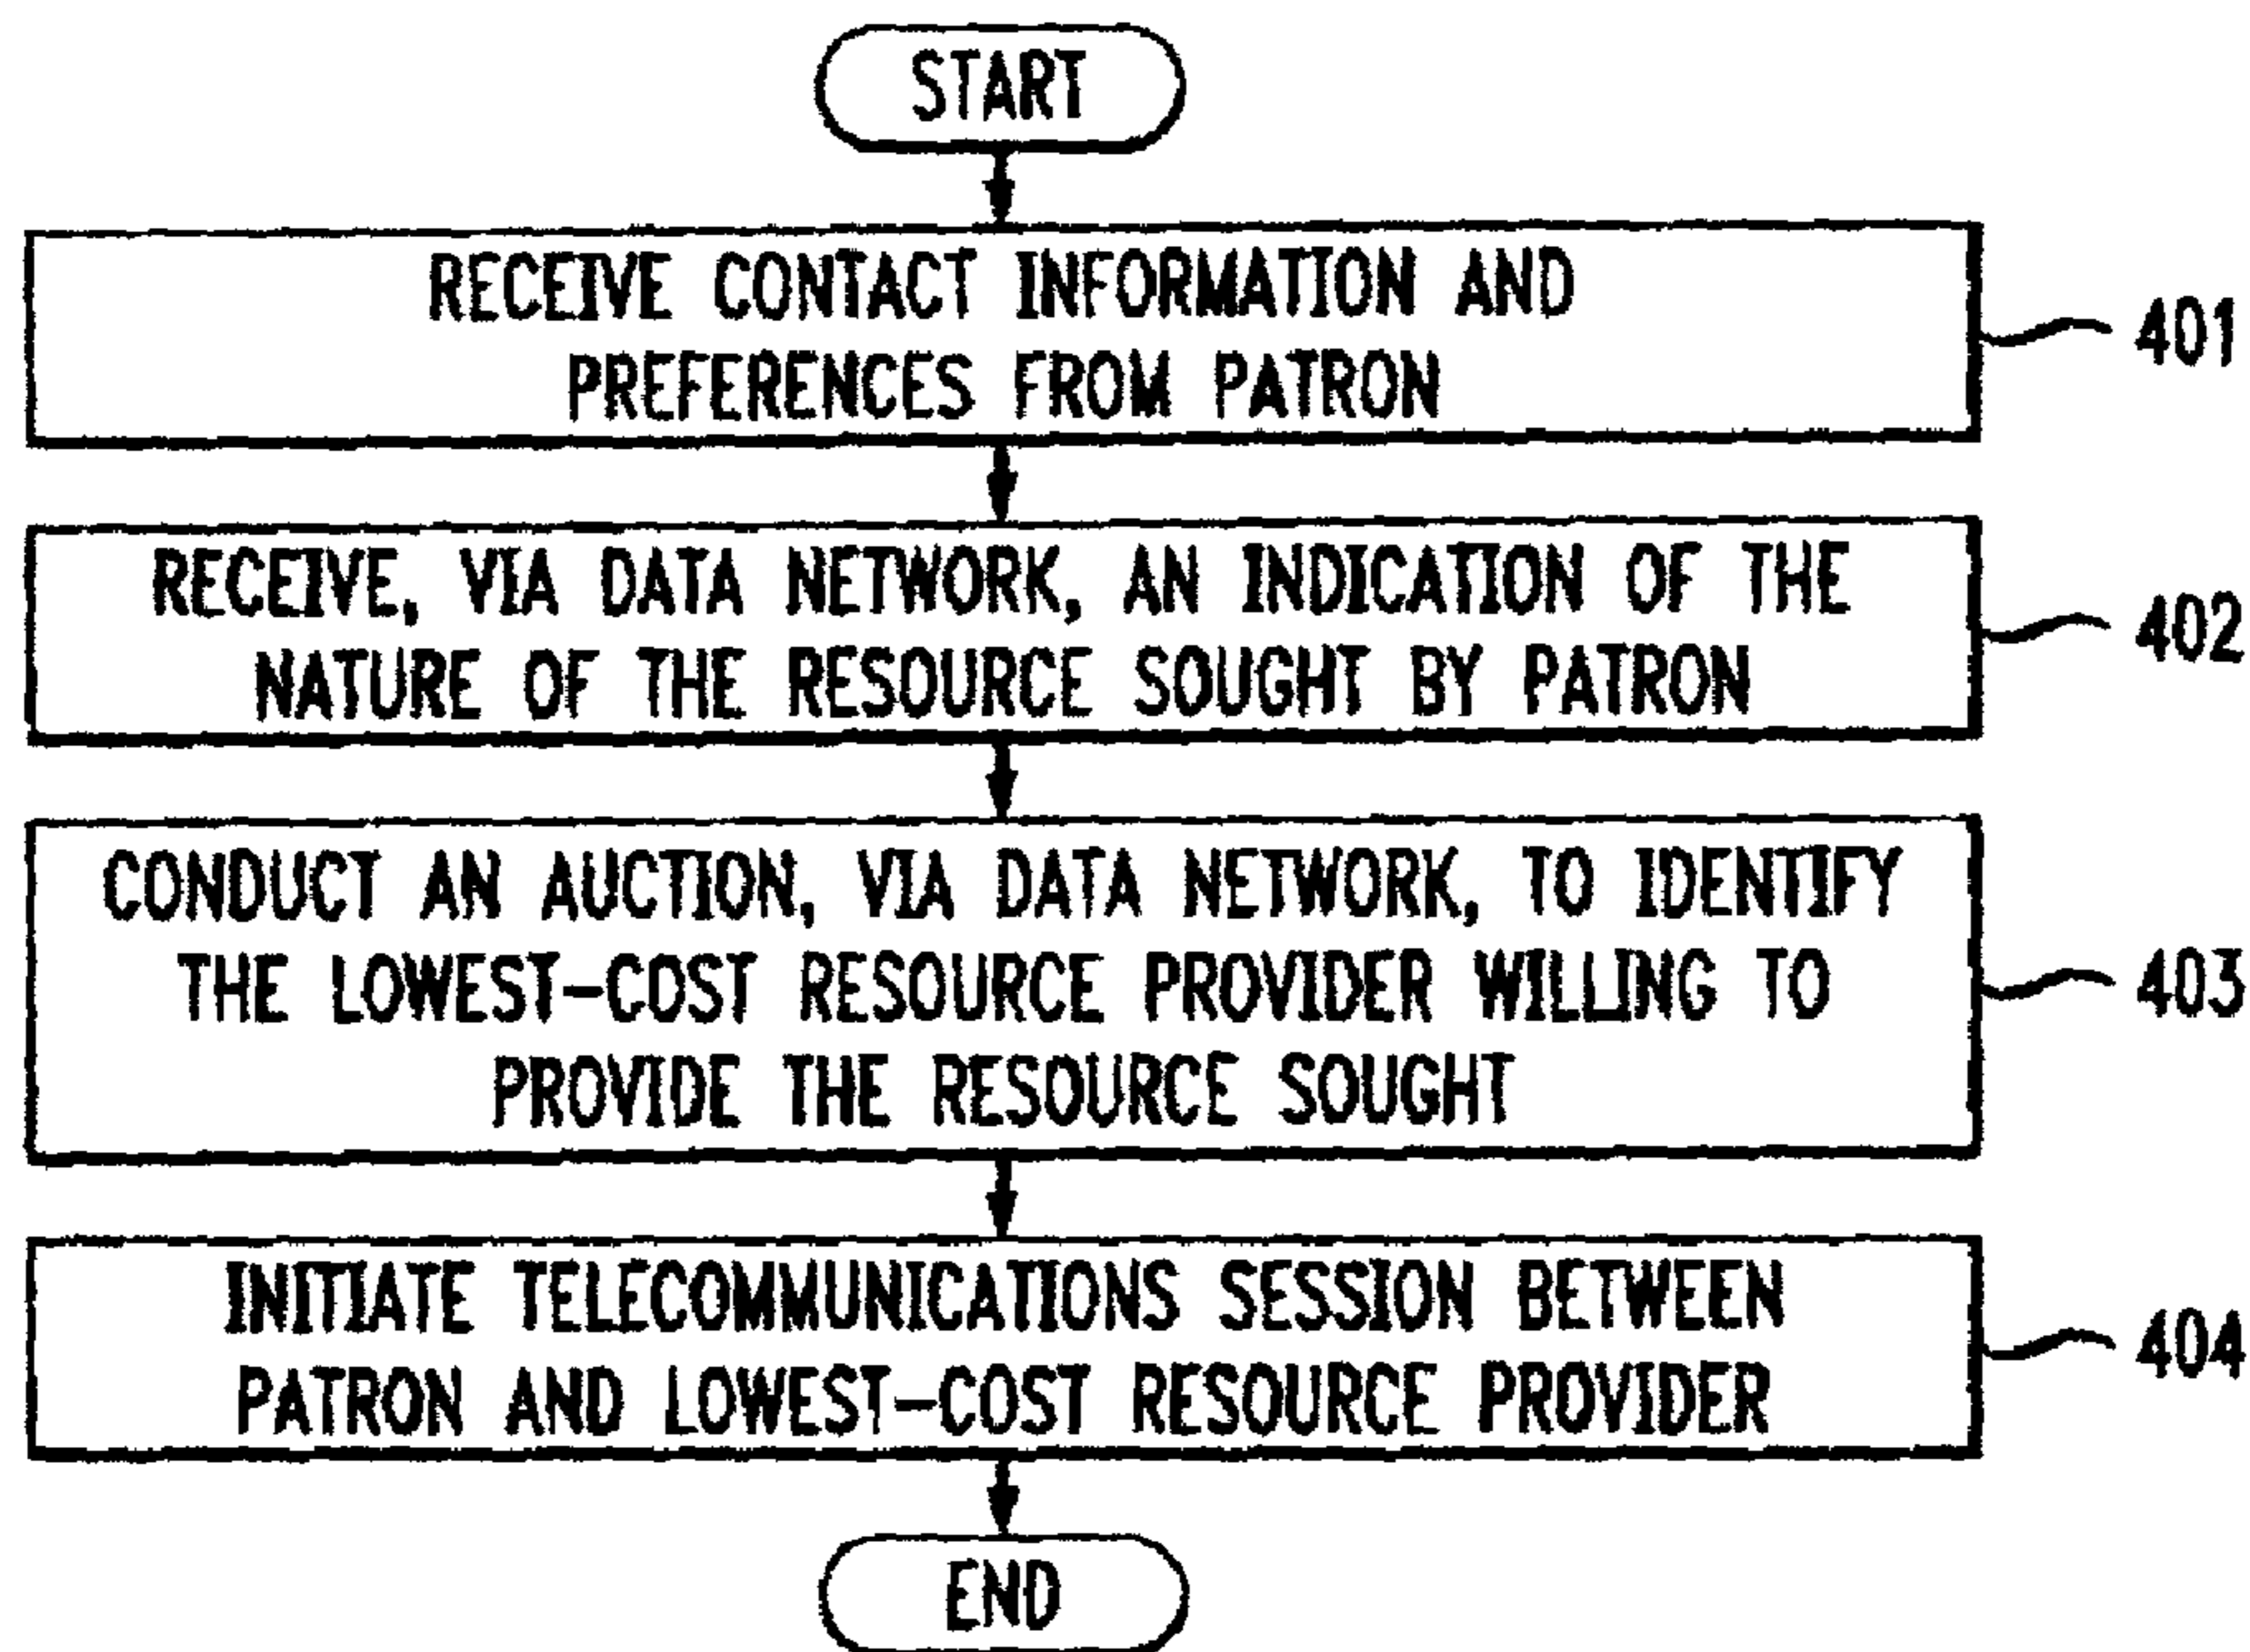 START
RECEIVE CONTACT INFORMATION AND
PREFERENCES FROM PATRON
401
RECEIVE, VIA DATA NETWORK, AN INDICATION OF THE
NATURE OF THE RESOURCE SOUGHT BY PATRON
402
CONDUCT AN AUCTION, VIA DATA NETWORK, TO IDENTIFY
THE LOWEST-COST RESOURCE PROVIDER WILLING TO
PROVIDE THE RESOURCE SOUGHT
403
INITIATE TELECOMMUNICATIONS SESSION BETWEEN
PATRON AND LOWEST-COST RESOURCE PROVIDER
404
END